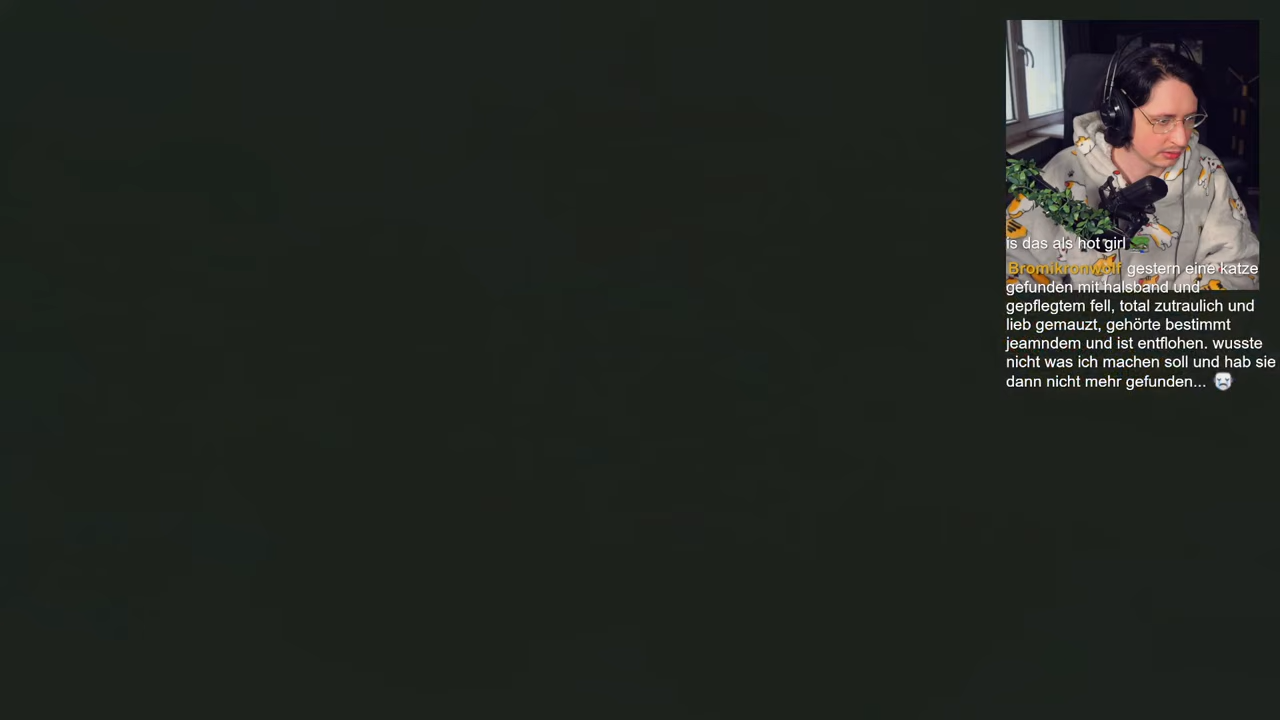 is das als hot girl
Bromikronwolf gestern eine katze
gefunden mit halsband und
gepflegtem fell, total zutraulich und
lieb gemauzt, gehörte bestimmt
jeamndem und ist entflohen. wusste
nicht was ich machen soll und hab sie
dann nicht mehr gefunden...